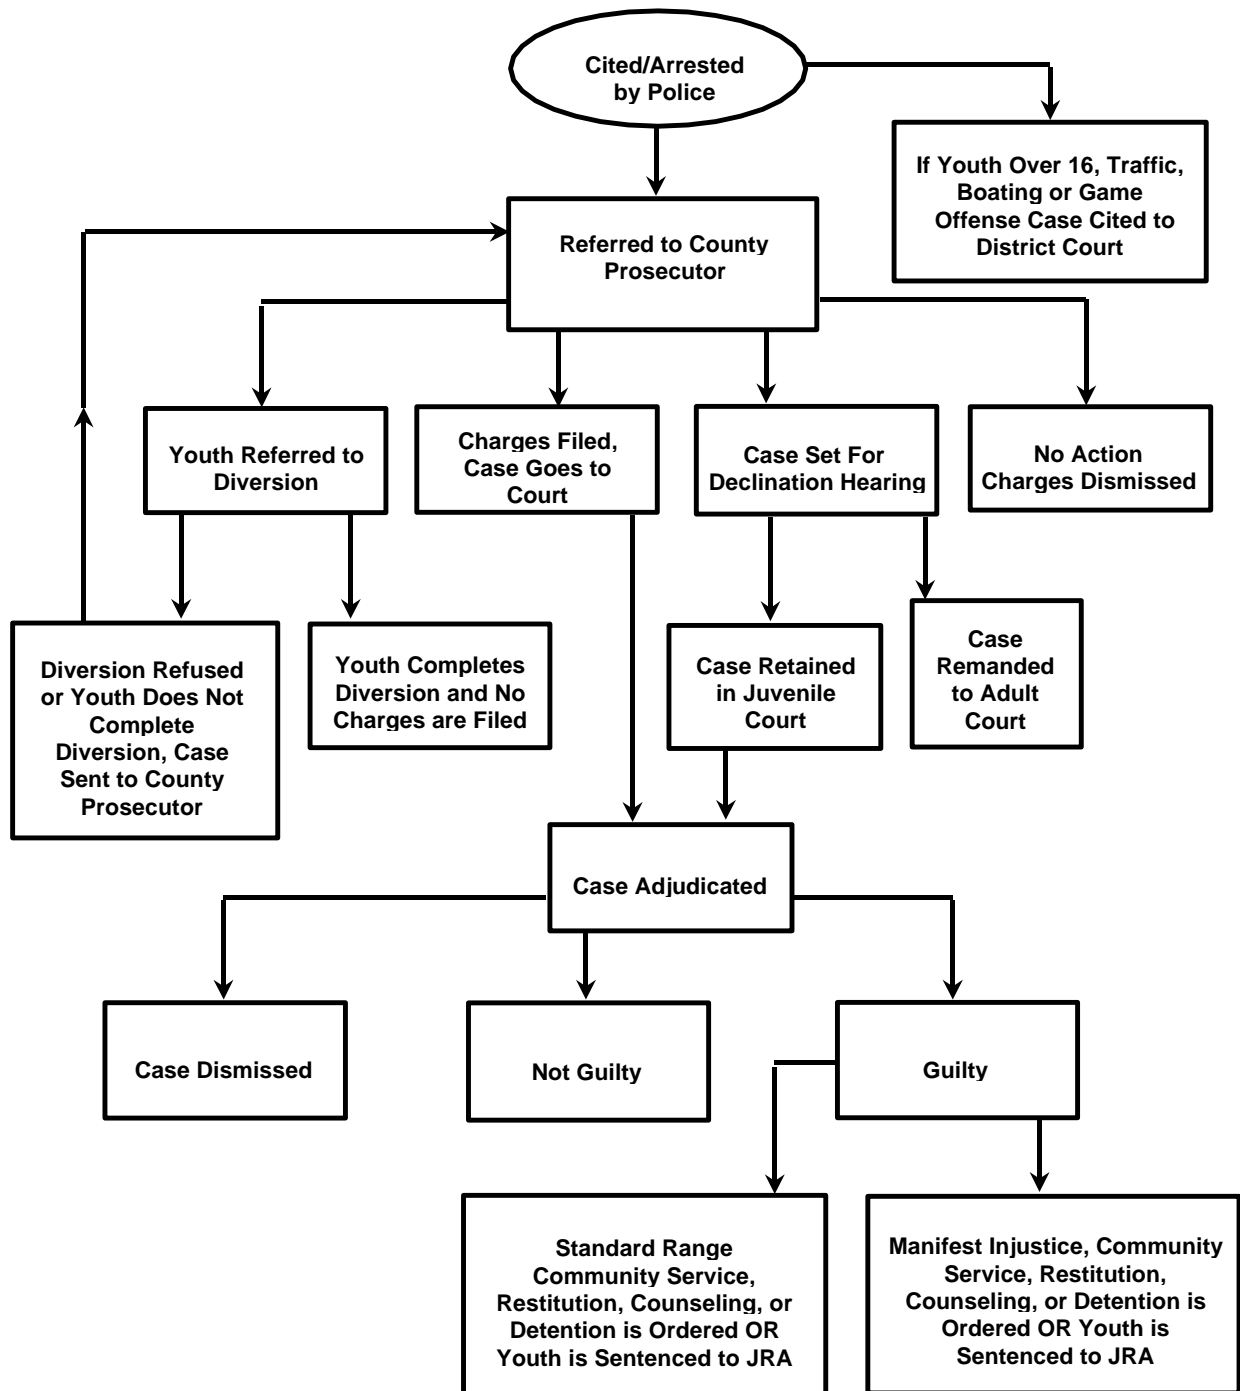 Cited/Arrested
by Police
If Youth Over 16, Traffic,
Boating or Game
Offense Case Cited to
District Court
Referred to County
Prosecutor
Youth Referred to
Diversion
Charges Filed,
Case Goes to
Court
Case Set For
Declination Hearing
No Action
Charges Dismissed
Diversion Refused
or Youth Does Not
Complete
Diversion, Case
Sent to County
Prosecutor
Youth Completes
Diversion and No
Charges are Filed
Case Retained
in Juvenile
Court
Case
Remanded
to Adult
Court
Case Adjudicated
Case Dismissed
Not Guilty
Guilty
Standard Range
Community Service,
Restitution, Counseling, or
Detention is Ordered OR
Youth is Sentenced to JRA
Manifest Injustice, Community
Service, Restitution,
Counseling, or Detention is
Ordered OR Youth is
Sentenced to JRA